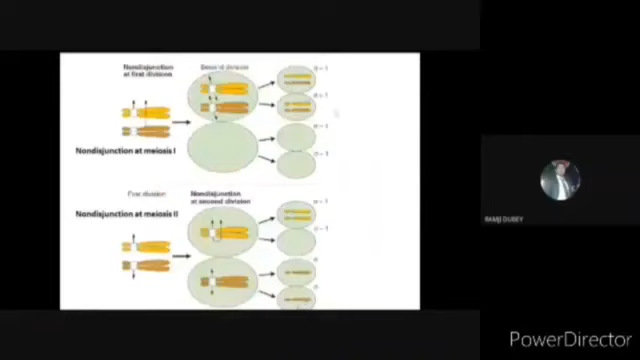 Nondisjunction
at first division
Second division
n + 1
n + 1
n − 1
n − 1
Nondisjunction at meiosis I
First division
Nondisjunction
at second division
Nondisjunction at meiosis II
n + 1
n − 1
n
n
RAMJI DUBEY
PowerDirector